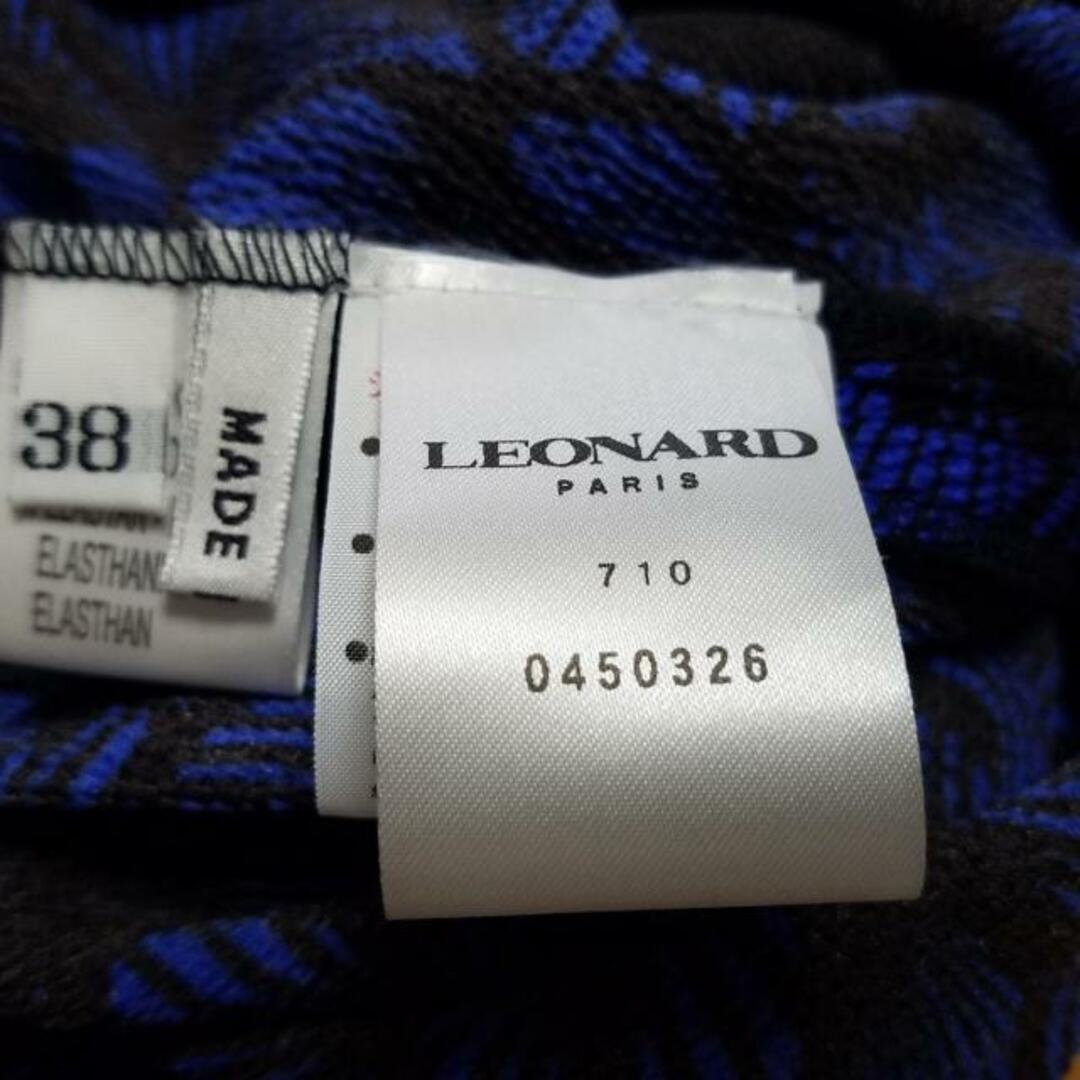 38
MADE
ELASTHAN
ELASTHAN
LEONARD
PARIS
710
0450326